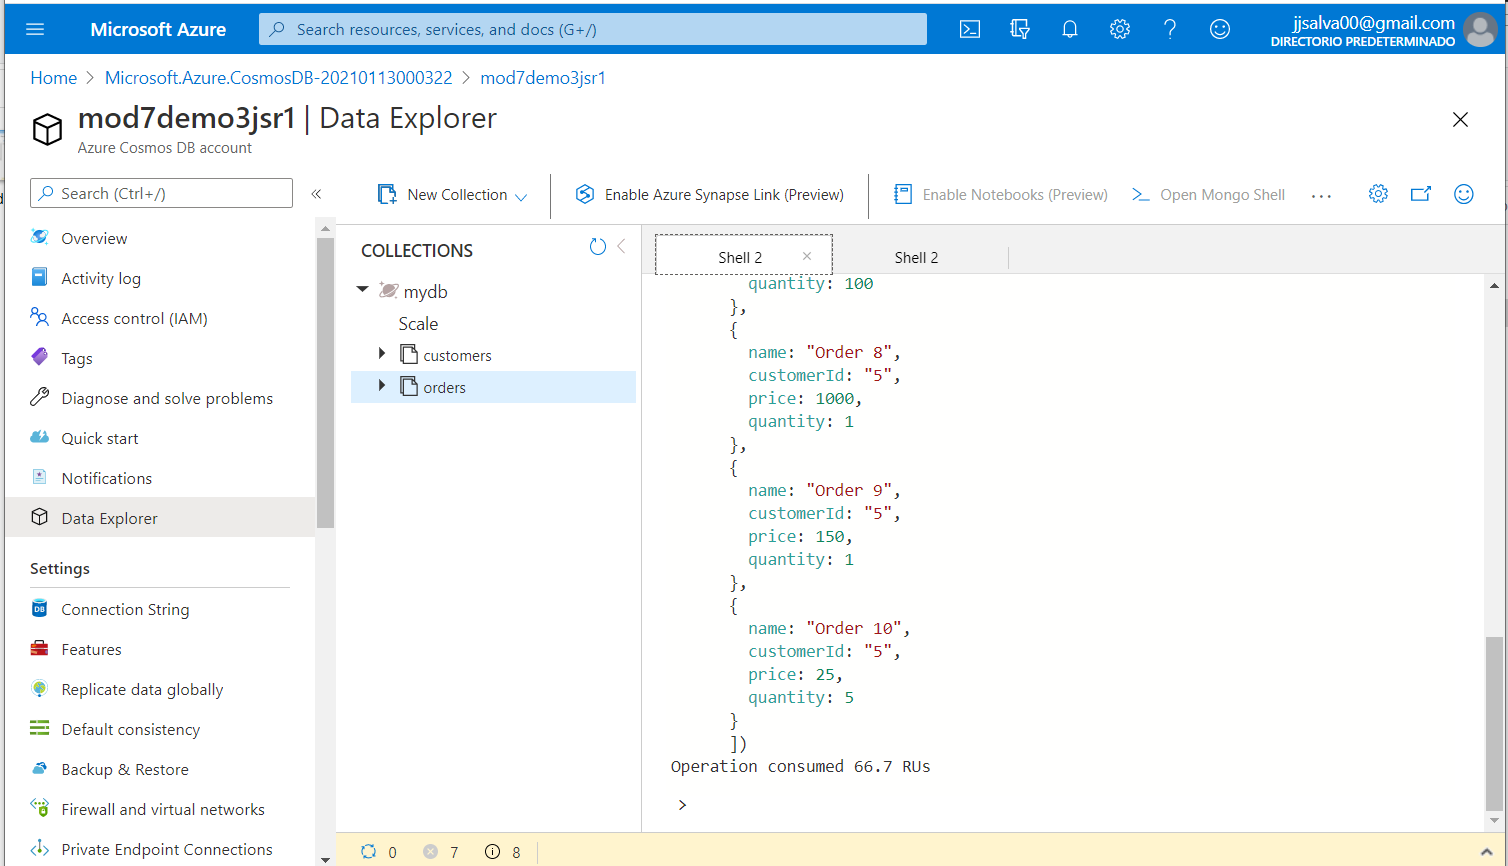 Microsoft Azure
Search resources, services, and docs (G+/)
jjsalva00@gmail.com
DIRECTORIO PREDETERMINADO
Home > Microsoft.Azure.CosmosDB-20210113000322 > mod7demo3jsr1
mod7demo3jsr1 | Data Explorer
Azure Cosmos DB account
Search (Ctrl+/)
«
New Collection
Enable Azure Synapse Link (Preview)
Enable Notebooks (Preview)
Open Mongo Shell
...
Overview
Activity log
Access control (IAM)
Tags
Diagnose and solve problems
Quick start
Notifications
Data Explorer
Settings
Connection String
Features
Replicate data globally
Default consistency
Backup & Restore
Firewall and virtual networks
Private Endpoint Connections
COLLECTIONS
mydb
Scale
customers
orders
Shell 2
Shell 2
quantity: 100
},
{
name: "Order 8",
customerId: "5",
price: 1000,
quantity: 1
},
{
name: "Order 9",
customerId: "5",
price: 150,
quantity: 1
},
{
name: "Order 10",
customerId: "5",
price: 25,
quantity: 5
}
])
Operation consumed 66.7 RUs
>
0 7 8